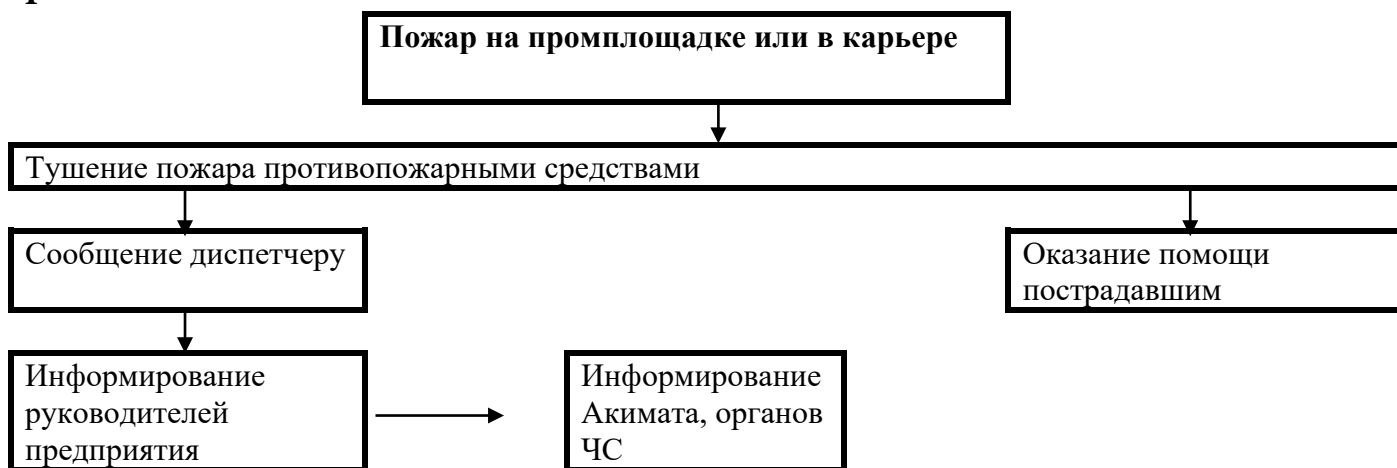 Пожар на промплощадке или в карьере
Тушение пожара противопожарными средствами
Сообщение диспетчеру
Оказание помощи
пострадавшим
Информирование
руководителей
предприятия
Информирование
Акимата, органов
ЧС